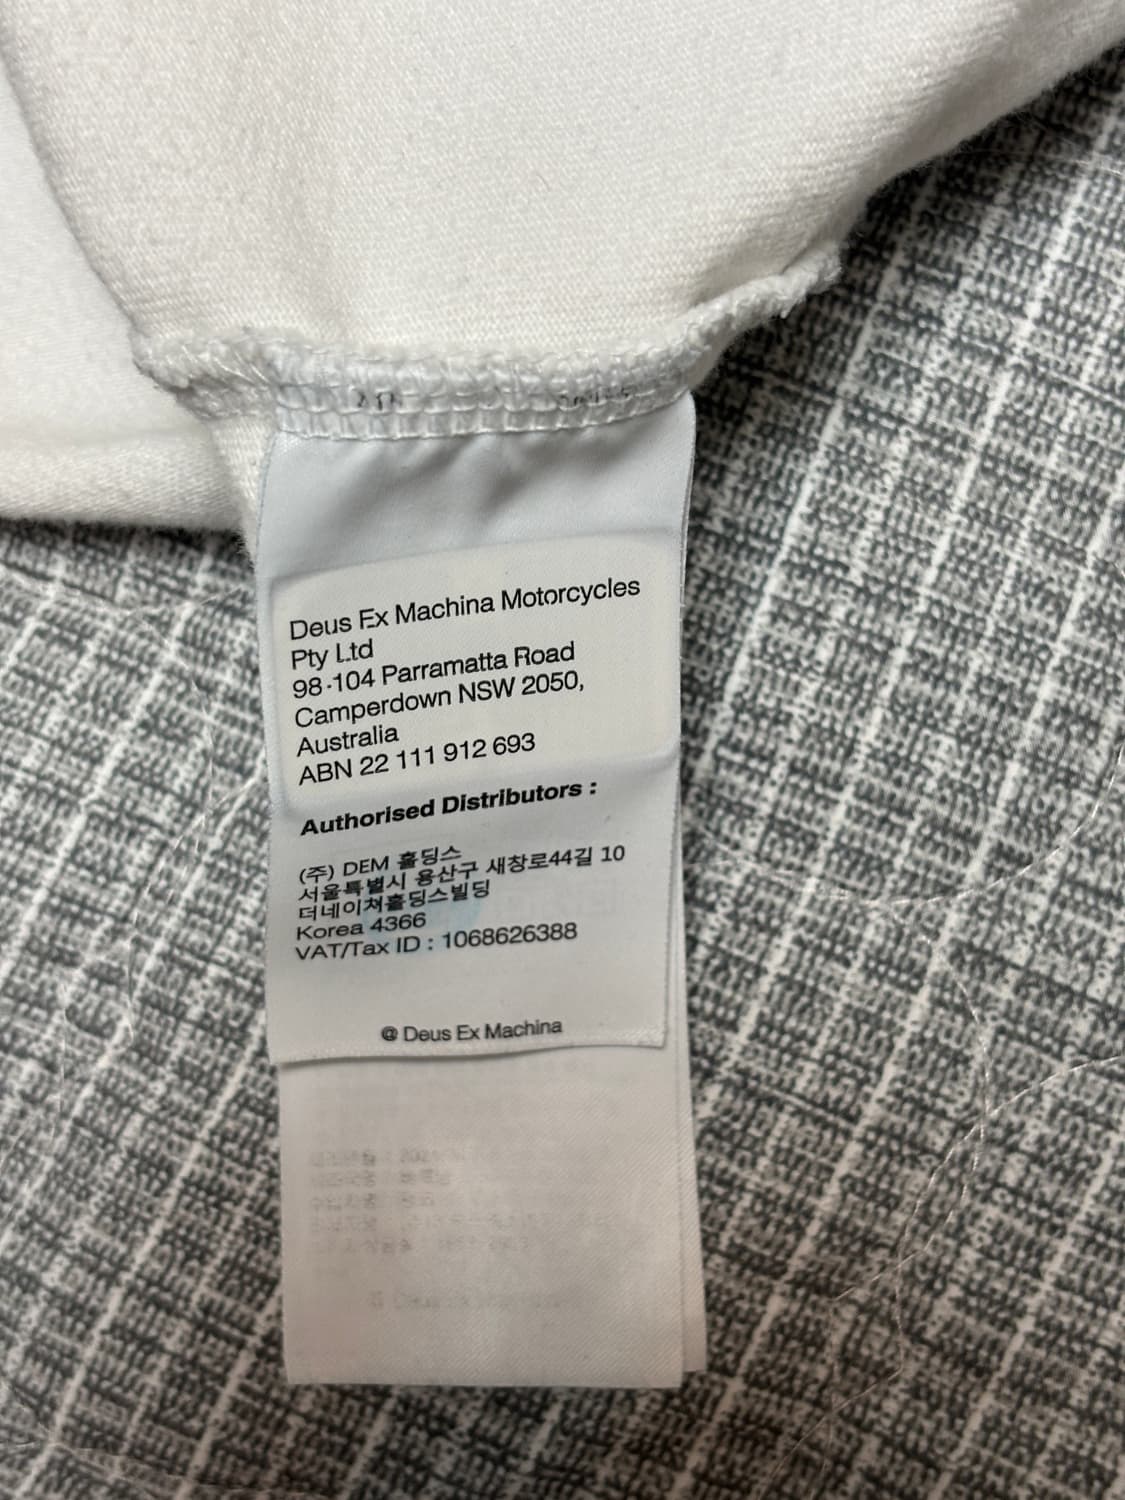 Deus Ex Machina Motorcycles
Pty Ltd
98-104 Parramatta Road
Camperdown NSW 2050,
Australia
ABN 22 111 912 693
Authorised Distributors :
(주) DEM 홀딩스
서울특별시 용산구 새창로44길 10
더네이쳐홀딩스빌딩
Korea 4366
VAT/Tax ID : 1068626388
@ Deus Ex Machina